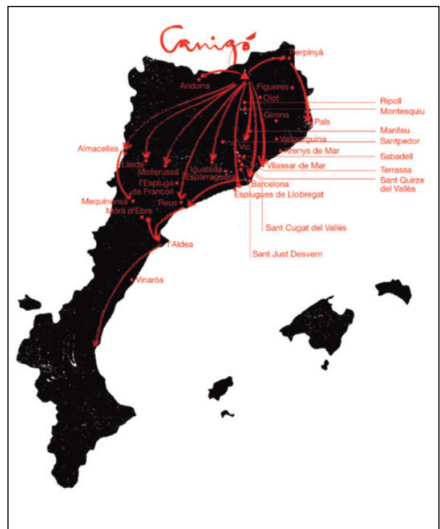 Canigó
Perpinyà
Andorra
Figueres
Olot
Ripoll
Montesquiu
Girona
Pals
Manlleu
Vallgorguina
Santpedor
Almacelles
Vic
Arenys de Mar
Sabadell
Lleida
Mollerussa
Igualada
Vilassar de Mar
Terrassa
l'Espluga
de Francolí
Esparreguera
Barcelona
Sant Quirze
del Vallès
Mequinensa
Reus
Esplugues de Llobregat
Móra d'Ebre
Sant Cugat del Vallès
l'Aldea
Sant Just Desvern
Vinaròs